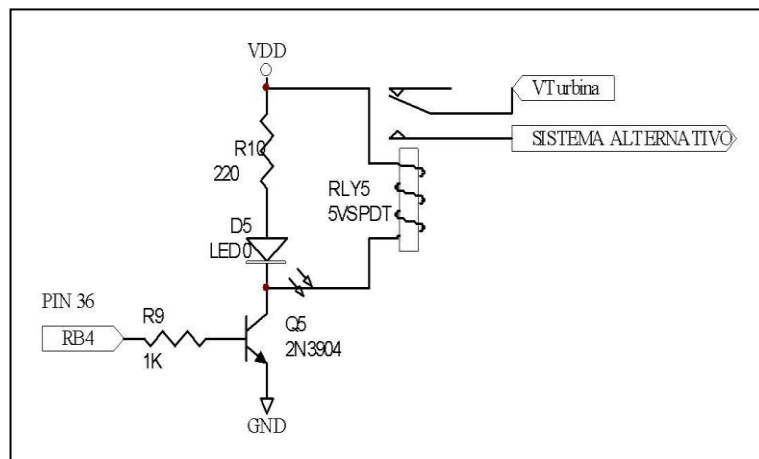 VDD
VTurbina
R10
220
SISTEMA ALTERNATIVO
RLY5
5VSPDT
D5
LED0
PIN 36
R9
RB4
1K
Q5
2N3904
GND